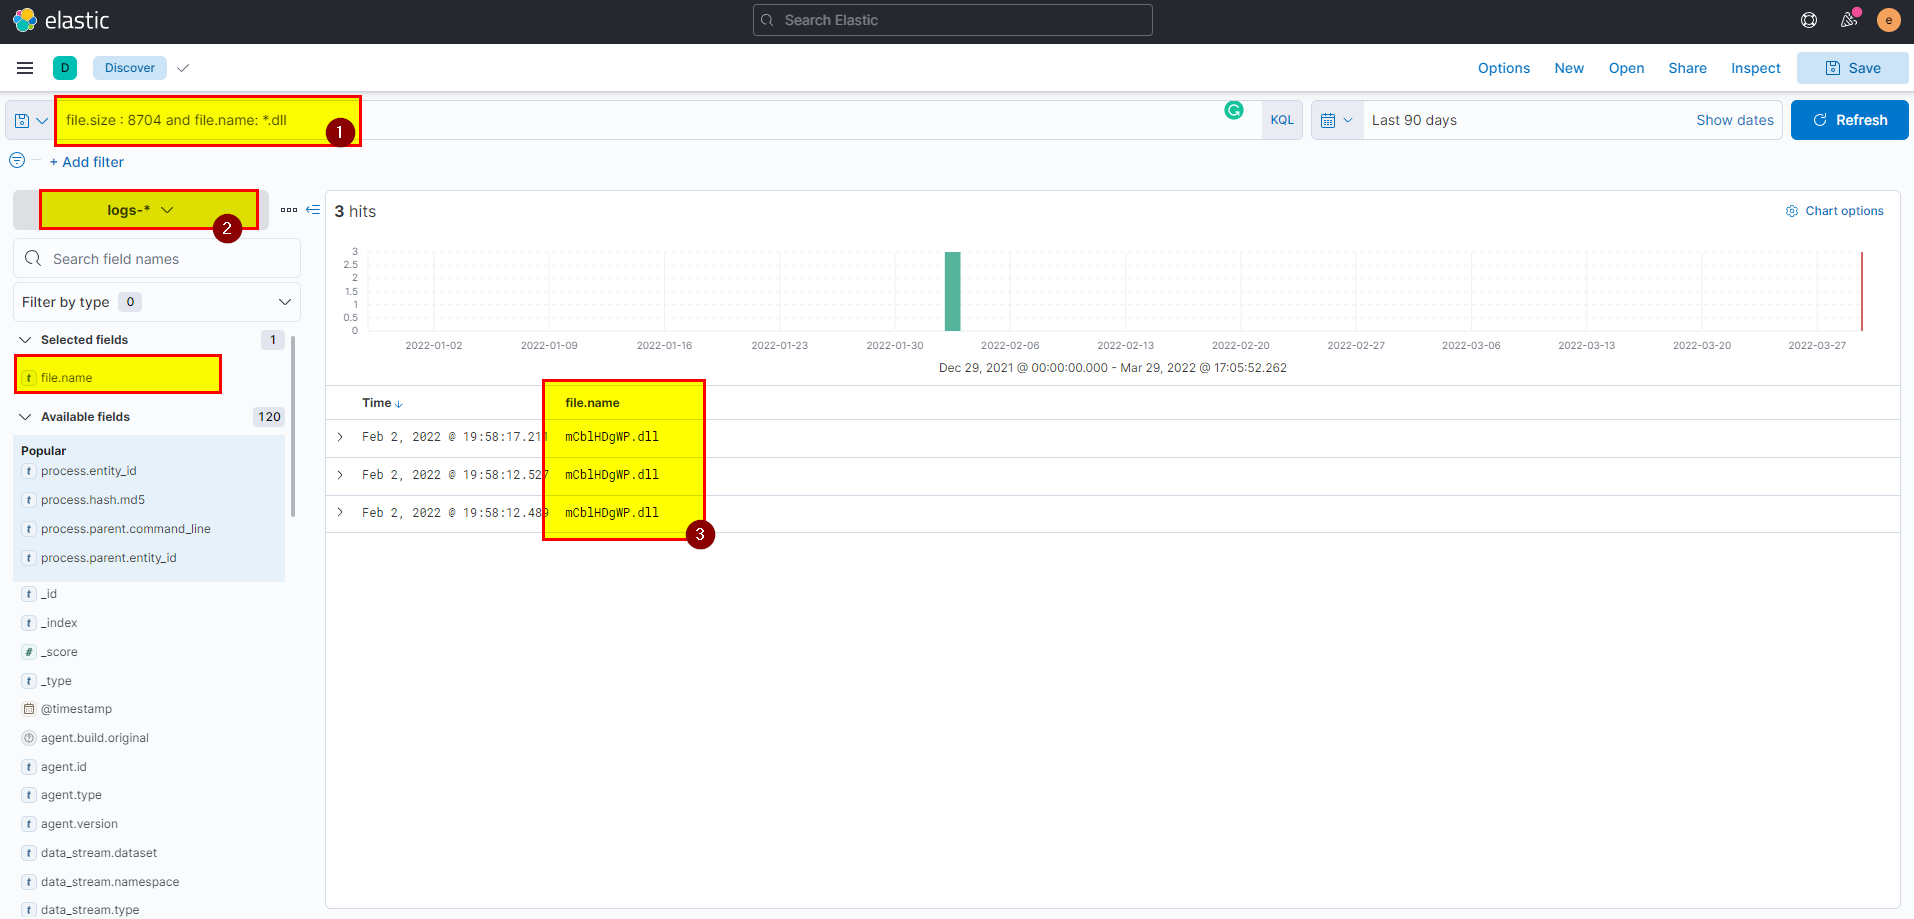 elastic
Search Elastic
e
D
Discover
Options
New
Open
Share
Inspect
Save
file.size : 8704 and file.name: *.dll
1
KQL
Last 90 days
Show dates
Refresh
+ Add filter
logs-*
2
3 hits
Chart options
Search field names
Filter by type 0
Selected fields 1
t file.name
Available fields 120
Popular
t process.entity_id
t process.hash.md5
t process.parent.command_line
t process.parent.entity_id
t _id
t _index
# _score
t _type
@timestamp
agent.build.original
t agent.id
t agent.type
t agent.version
t data_stream.dataset
t data_stream.namespace
t data_stream.type
3
2.5
2
1.5
1
0.5
0
2022-01-02 2022-01-09 2022-01-16 2022-01-23 2022-01-30 2022-02-06 2022-02-13 2022-02-20 2022-02-27 2022-03-06 2022-03-13 2022-03-20 2022-03-27
Dec 29, 2021 @ 00:00:00.000 - Mar 29, 2022 @ 17:05:52.262
Time file.name
Feb 2, 2022 @ 19:58:17.211 mCblHDgWP.dll
Feb 2, 2022 @ 19:58:12.527 mCblHDgWP.dll
Feb 2, 2022 @ 19:58:12.489 mCblHDgWP.dll
3